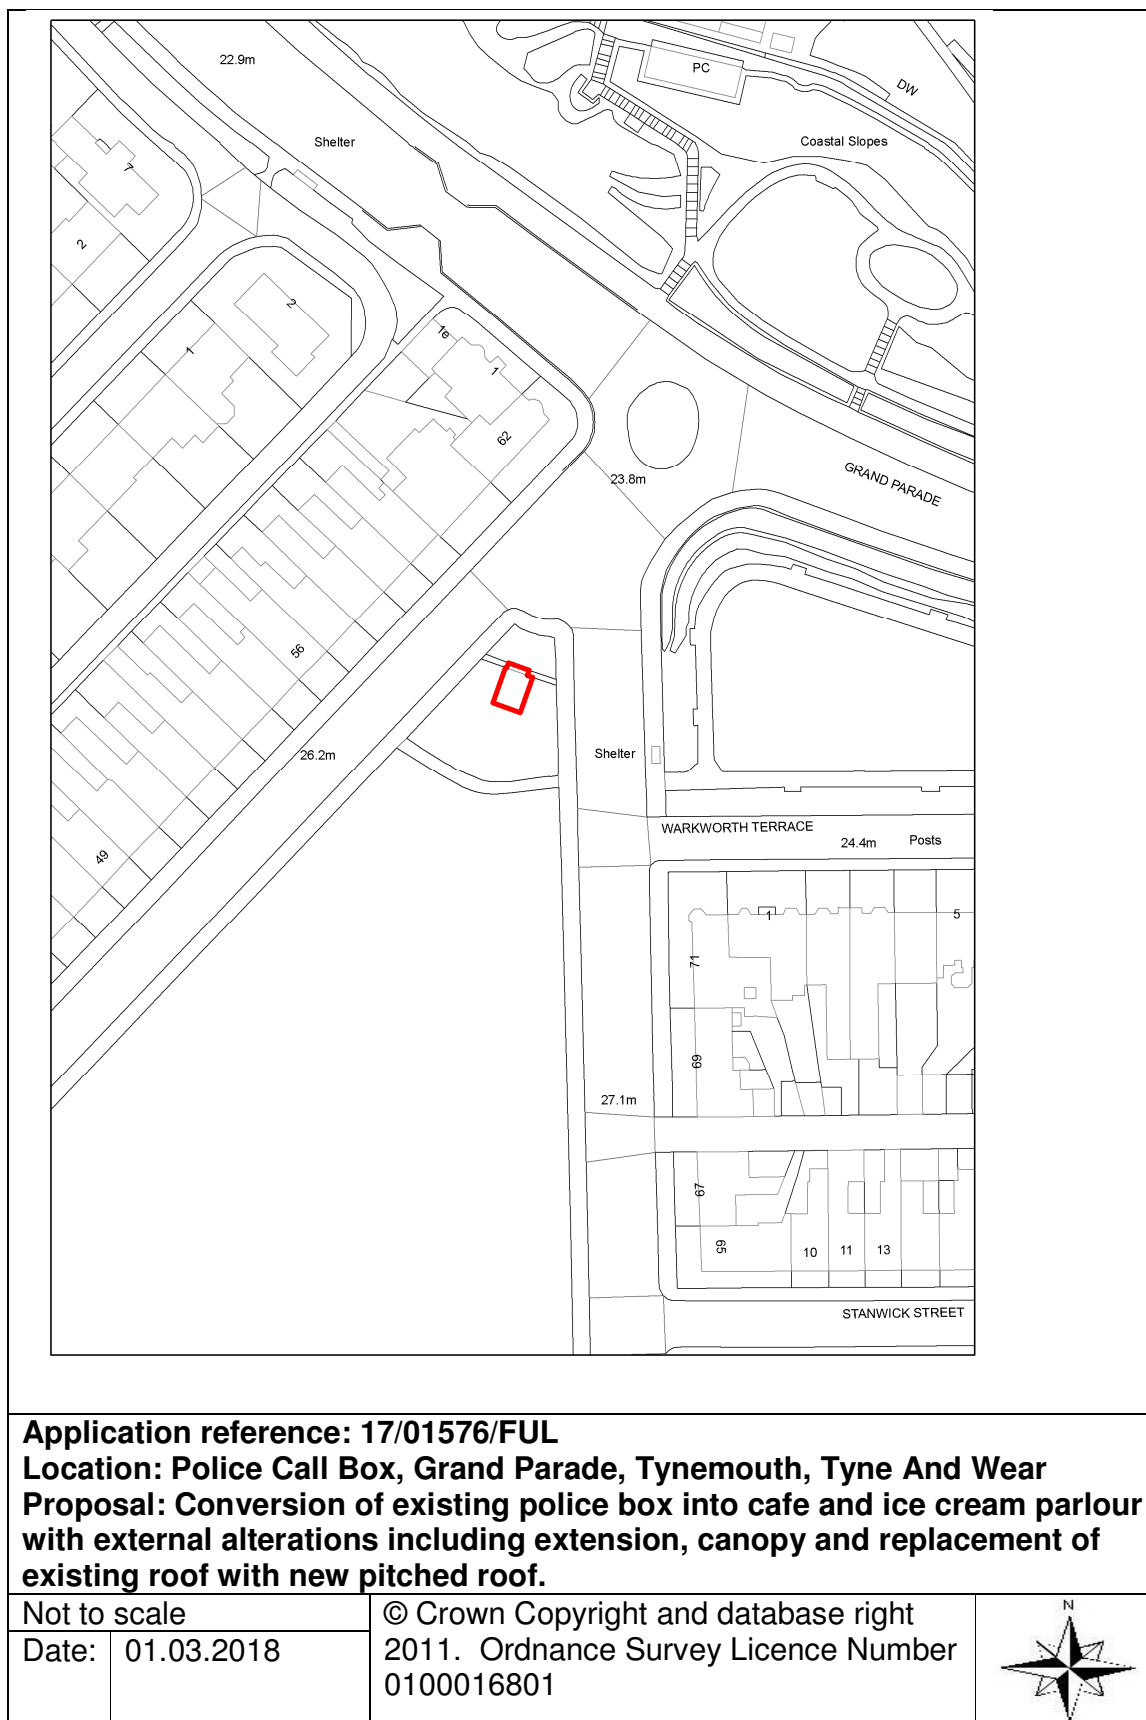 22.9m
PC
DW
Shelter
Coastal Slopes
7
2
2
1
1e
1
62
23.8m
GRAND PARADE
56
26.2m
Shelter
49
WARKWORTH TERRACE
24.4m
Posts
1
5
71
69
27.1m
67
65
10
11
13
STANWICK STREET
Application reference: 17/01576/FUL
Location: Police Call Box, Grand Parade, Tynemouth, Tyne And Wear
Proposal: Conversion of existing police box into cafe and ice cream parlour
with external alterations including extension, canopy and replacement of
existing roof with new pitched roof.
Not to scale
Date: 01.03.2018
© Crown Copyright and database right
2011. Ordnance Survey Licence Number
0100016801
N